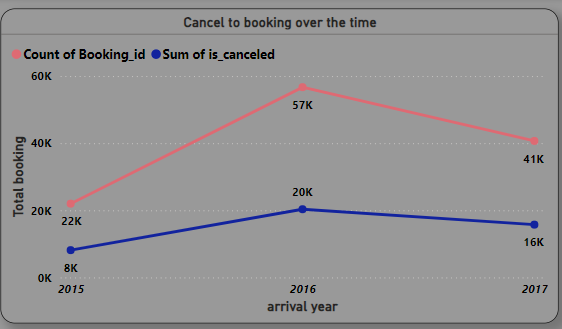 Cancel to booking over the time
Count of Booking_id Sum of is_canceled
60K
57K
40K
41K
Total booking
20K
20K
22K
16K
8K
0K
2015 2016 2017
arrival year